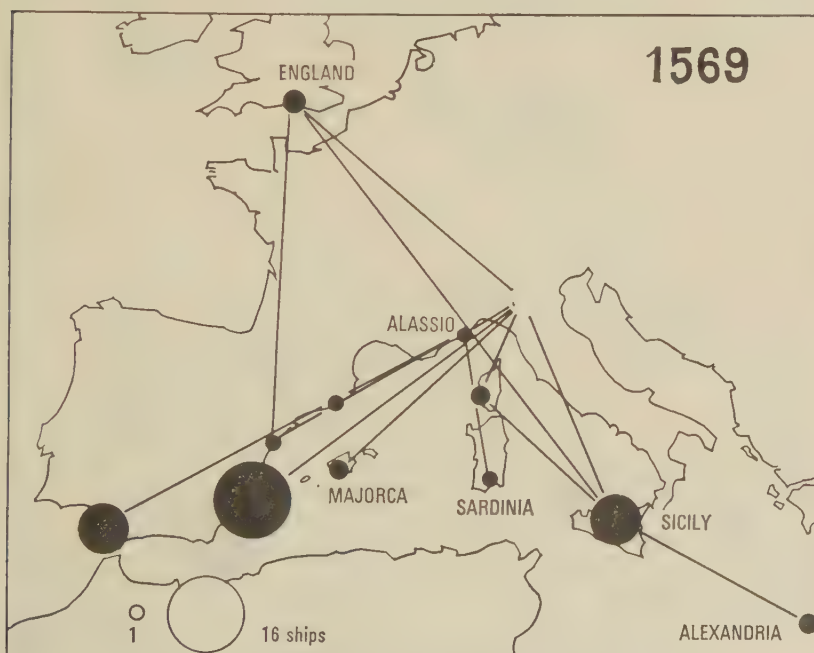 1569
ENGLAND
ALASSIO
MAJORCA
SARDINIA
SICILY
ALEXANDRIA
1
16 ships